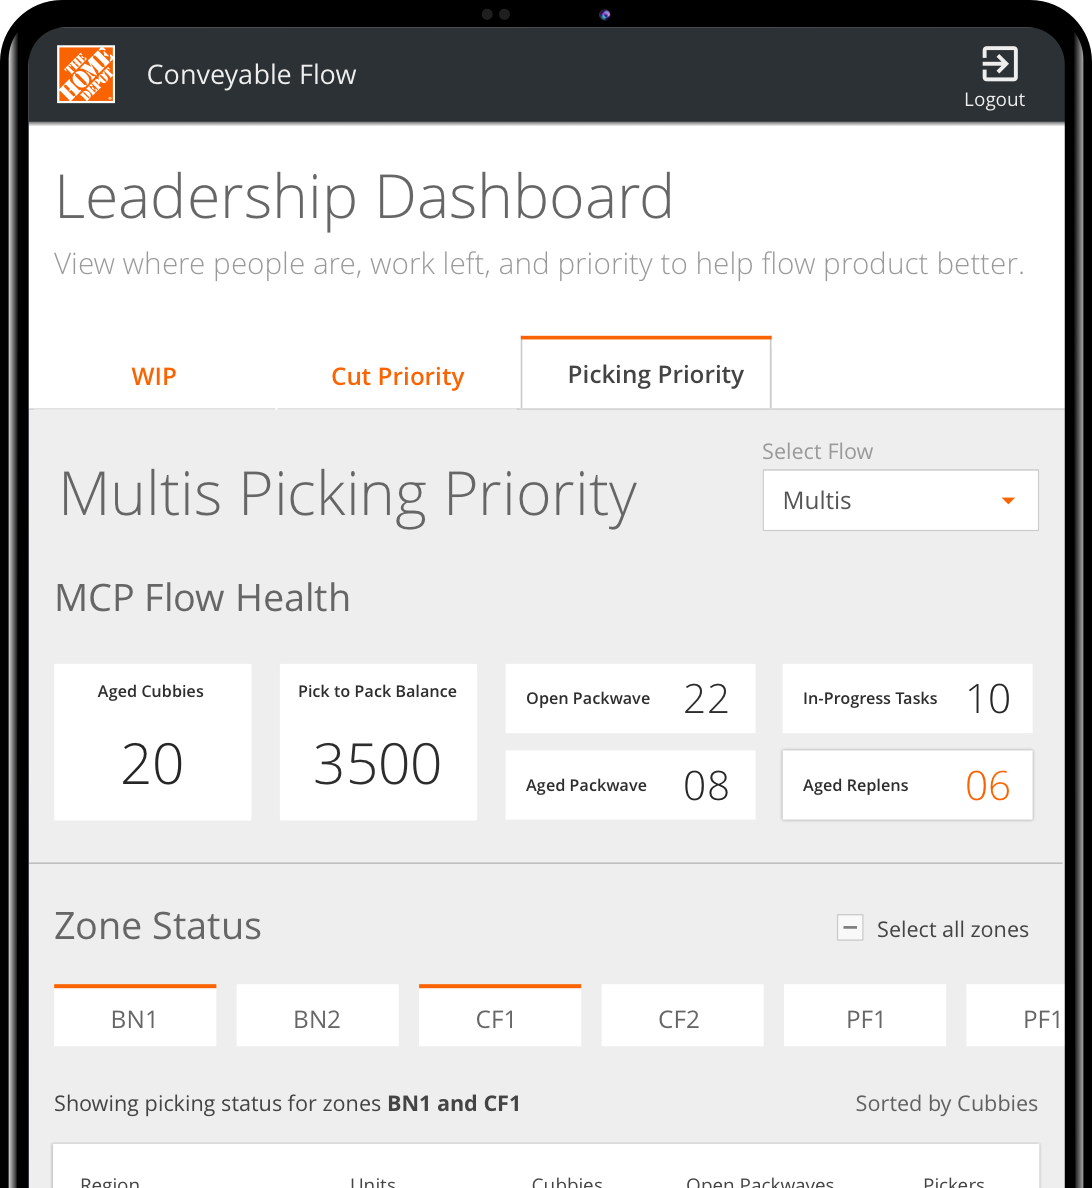 THE HOME DEPOT
Conveyable Flow
Logout
Leadership Dashboard
View where people are, work left, and priority to help flow product better.
WIP
Cut Priority
Picking Priority
Multis Picking Priority
Select Flow
Multis
MCP Flow Health
Aged Cubbies
20
Pick to Pack Balance
3500
Open Packwave 22
Aged Packwave 08
In-Progress Tasks 10
Aged Replens 06
Zone Status
Select all zones
BN1
BN2
CF1
CF2
PF1
PF1
Showing picking status for zones BN1 and CF1
Sorted by Cubbies
Region
Units
Cubbies
Open Packwaves
Pickers